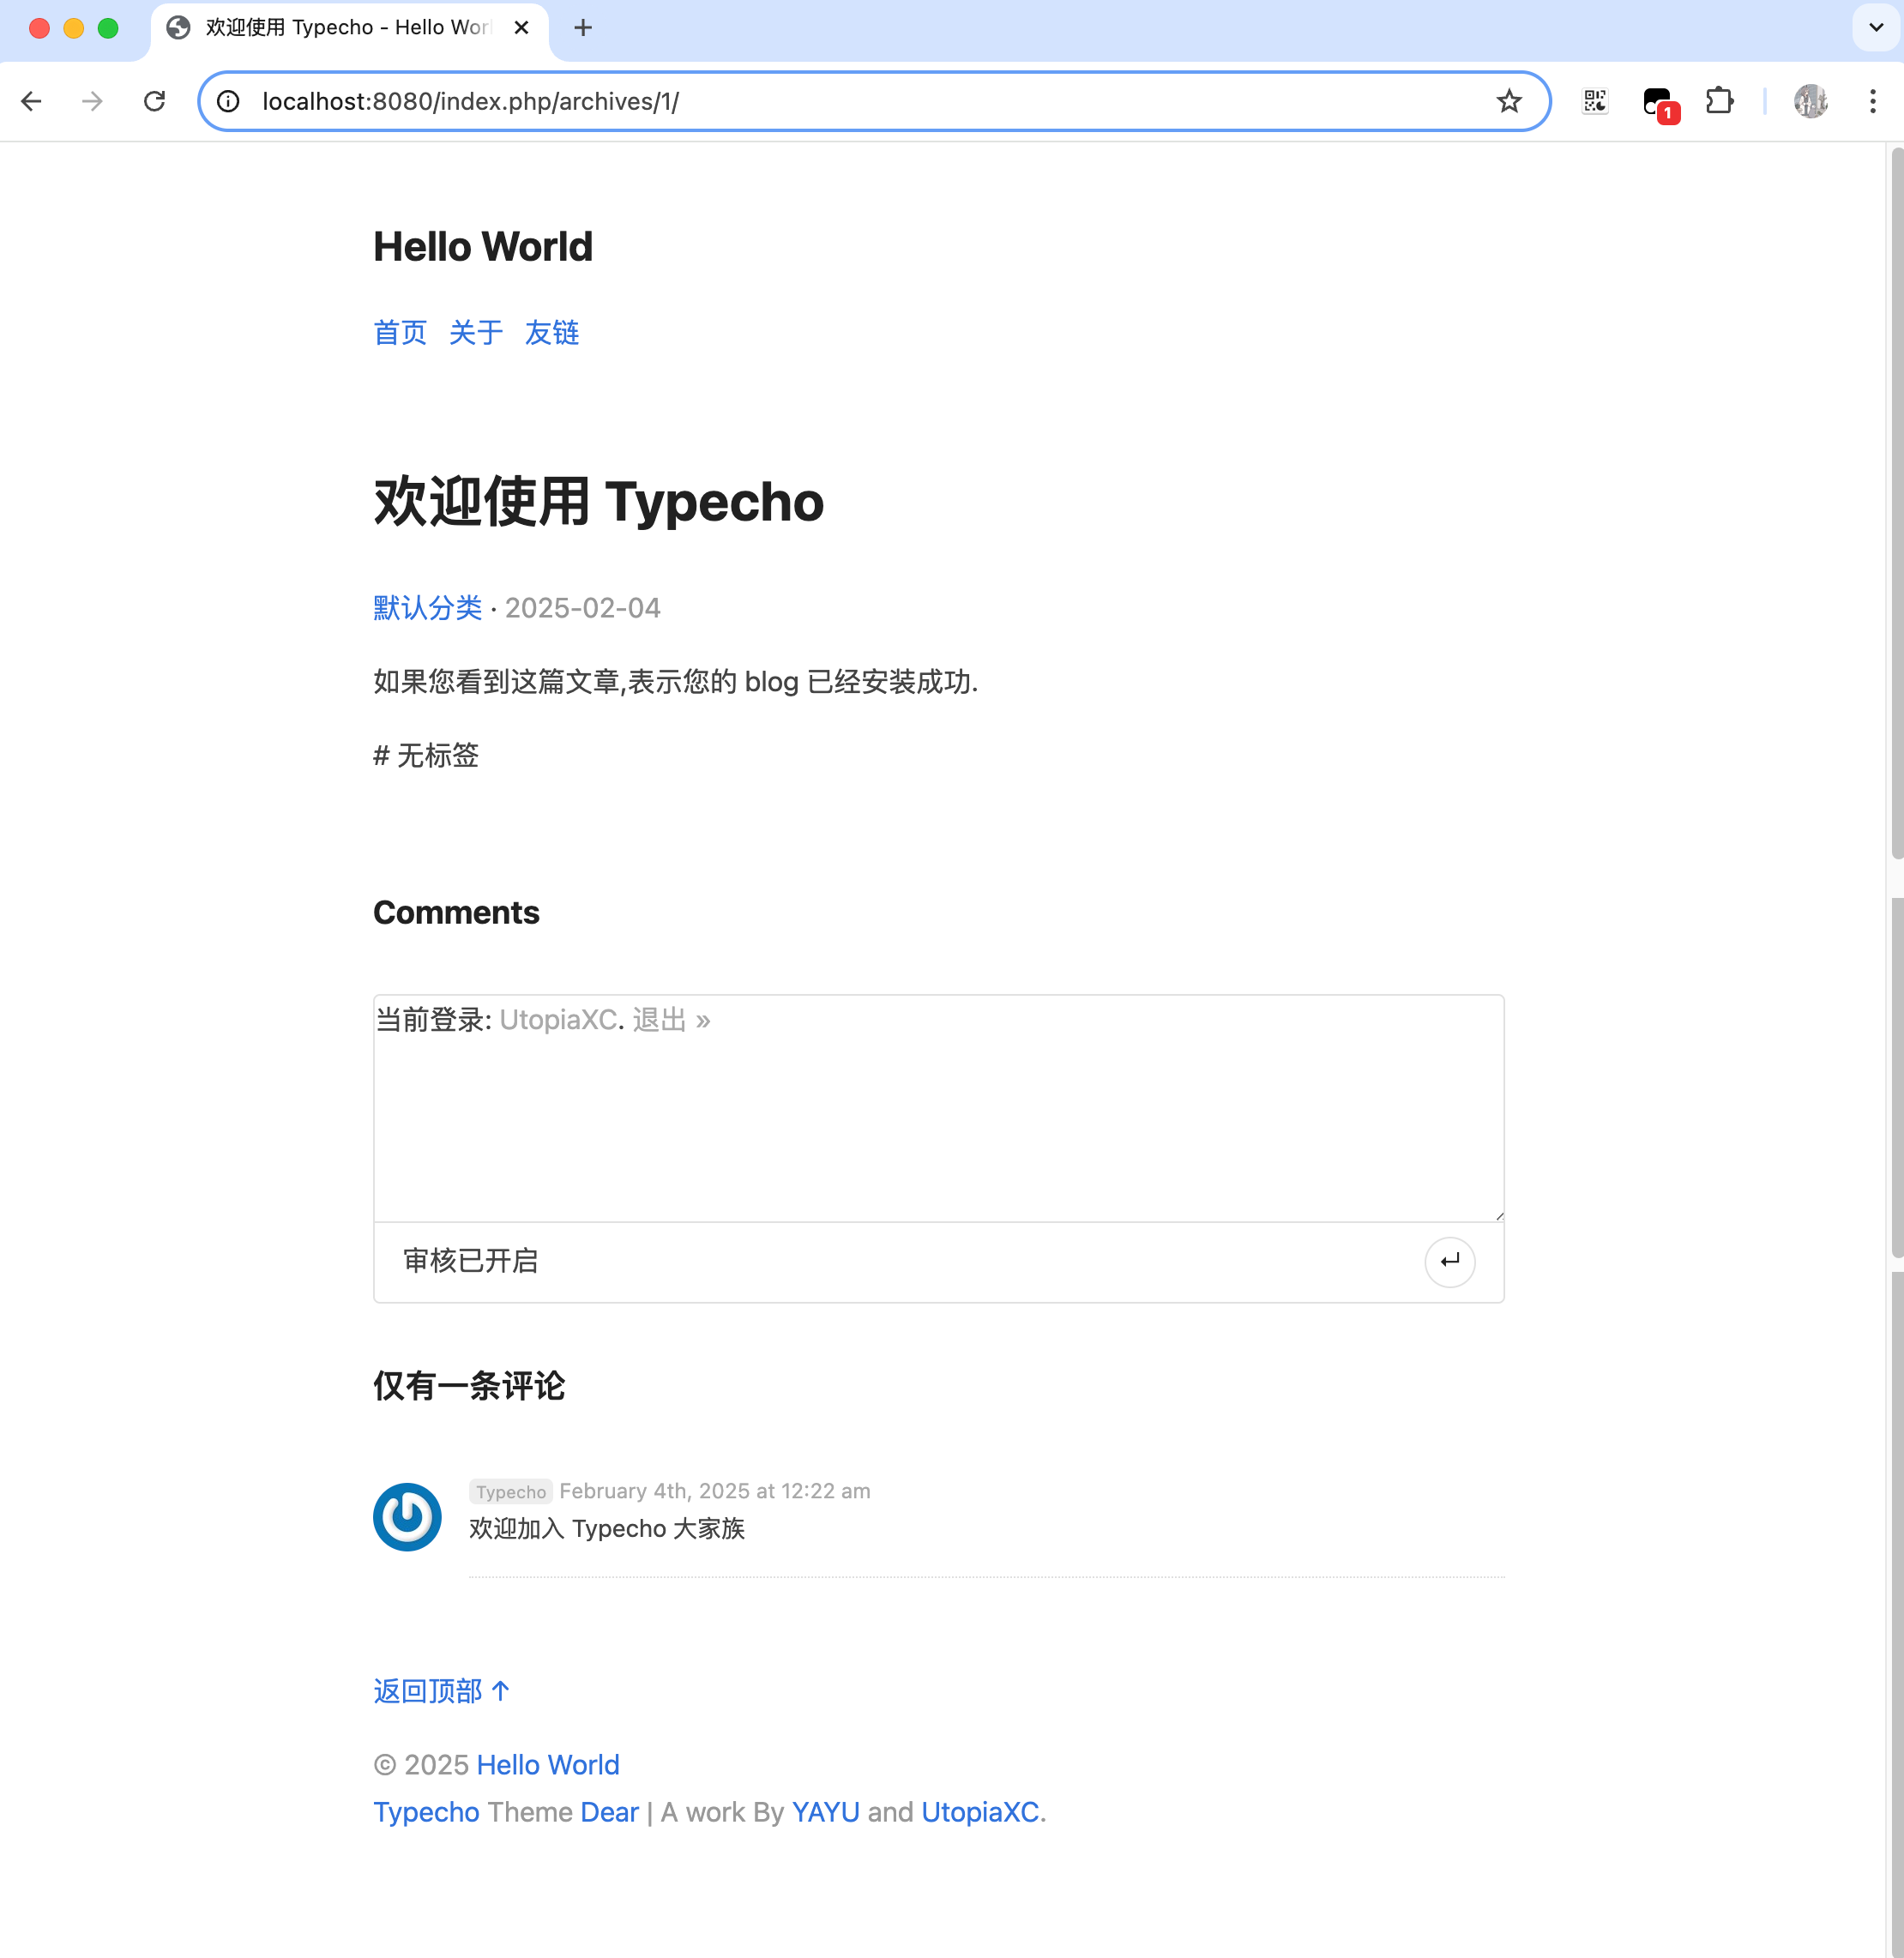 欢迎使用 Typecho - Hello Wor
localhost:8080/index.php/archives/1/
1
Hello World
首页 关于 友链
欢迎使用 Typecho
默认分类 · 2025-02-04
如果您看到这篇文章,表示您的 blog 已经安装成功.
# 无标签
Comments
当前登录: UtopiaXC. 退出 »
审核已开启
仅有一条评论
Typecho February 4th, 2025 at 12:22 am
欢迎加入 Typecho 大家族
返回顶部 ↑
© 2025 Hello World
Typecho Theme Dear | A work By YAYU and UtopiaXC.